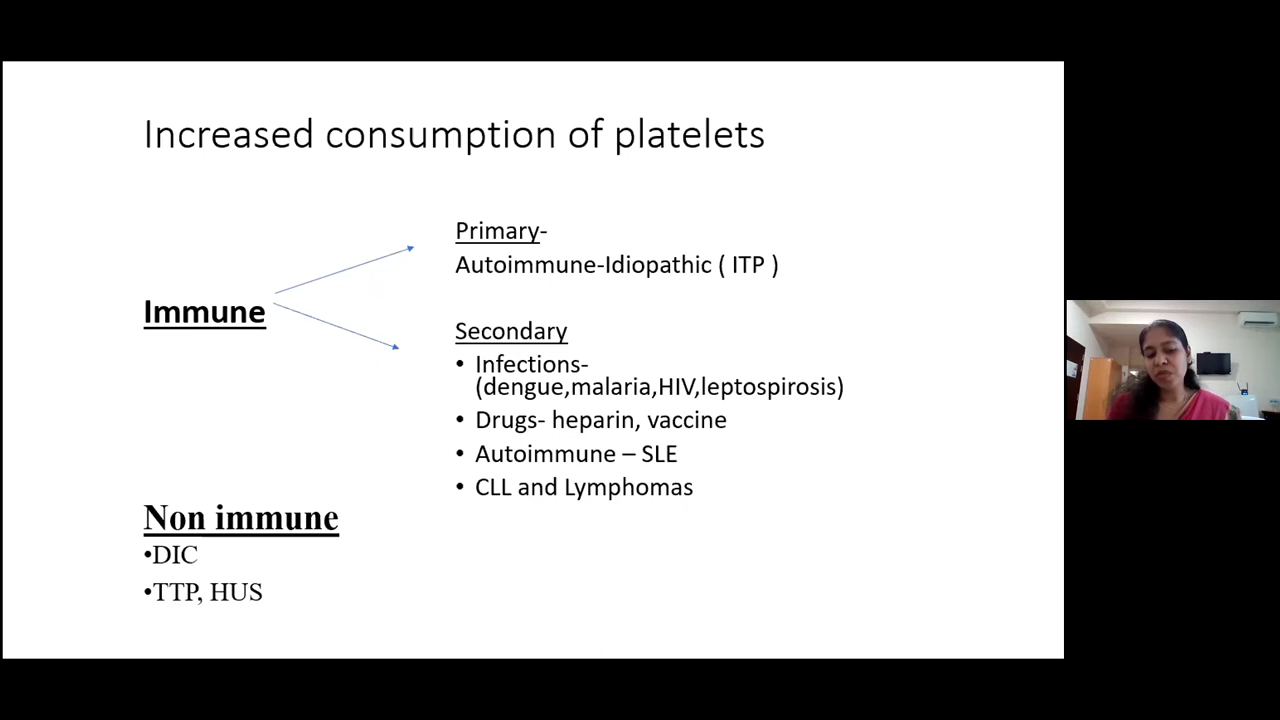 Increased consumption of platelets
Primary-
Autoimmune-Idiopathic ( ITP )
Immune
Secondary
• Infections-
(dengue,malaria,HIV,leptospirosis)
• Drugs- heparin, vaccine
• Autoimmune – SLE
• CLL and Lymphomas
Non immune
•DIC
•TTP, HUS